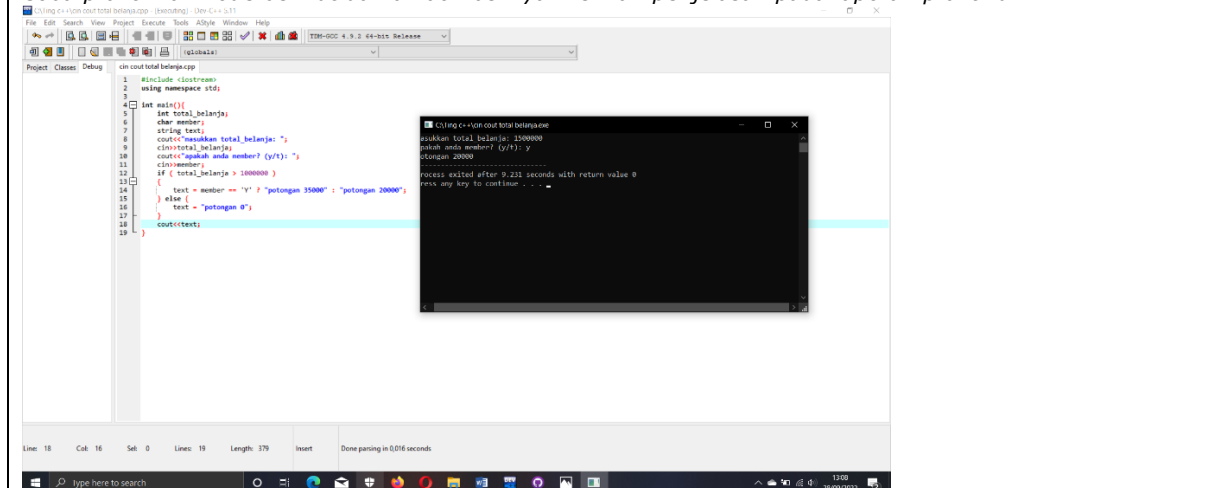 C:\Ting c++\cin cout total belanja.cpp - [Executing] - Dev-C++ 5.11
File Edit Search View Project Execute Tools AStyle Window Help
TDM-GCC 4.9.2 64-bit Release
(globals)
Project Classes Debug
cin cout total belanja.cpp
1 #include <iostream>
2 using namespace std;
3
4 int main(){
5 int total_belanja;
6 char member;
7 string text;
8 cout<<"masukkan total_belanja: ";
9 cin>>total_belanja;
10 cout<<"apakah anda member? (y/t): ";
11 cin>>member;
12 if ( total_belanja > 1000000 )
13 {
14 text = member == 'Y' ? "potongan 35000" : "potongan 20000";
15 } else {
16 text = "potongan 0";
17 }
18 cout<<text;
19 }
C:\Ting c++\cin cout total belanja.exe
asukkan total belanja: 1500000
pakah anda member? (y/t): y
otongan 20000
--------------------------------
rocess exited after 9.231 seconds with return value 0
ress any key to continue . . .
Line: 18 Col: 16 Sel: 0 Lines: 19 Length: 379 Insert Done parsing in 0,016 seconds
Type here to search
13:00